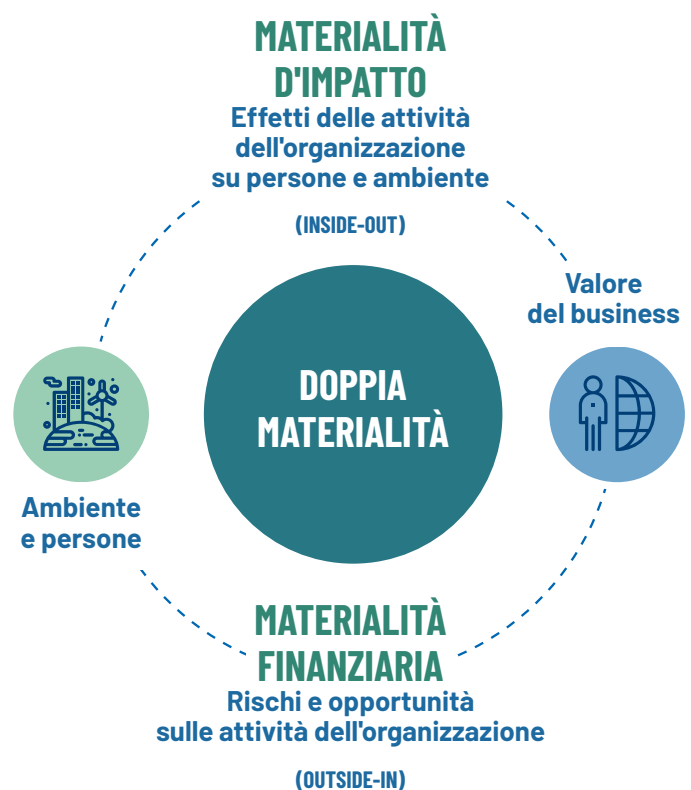 MATERIALITÀ
D'IMPATTO
Effetti delle attività
dell'organizzazione
su persone e ambiente
(INSIDE-OUT)
Valore
del business
DOPPIA
MATERIALITÀ
Ambiente
e persone
MATERIALITÀ
FINANZIARIA
Rischi e opportunità
sulle attività dell'organizzazione
(OUTSIDE-IN)